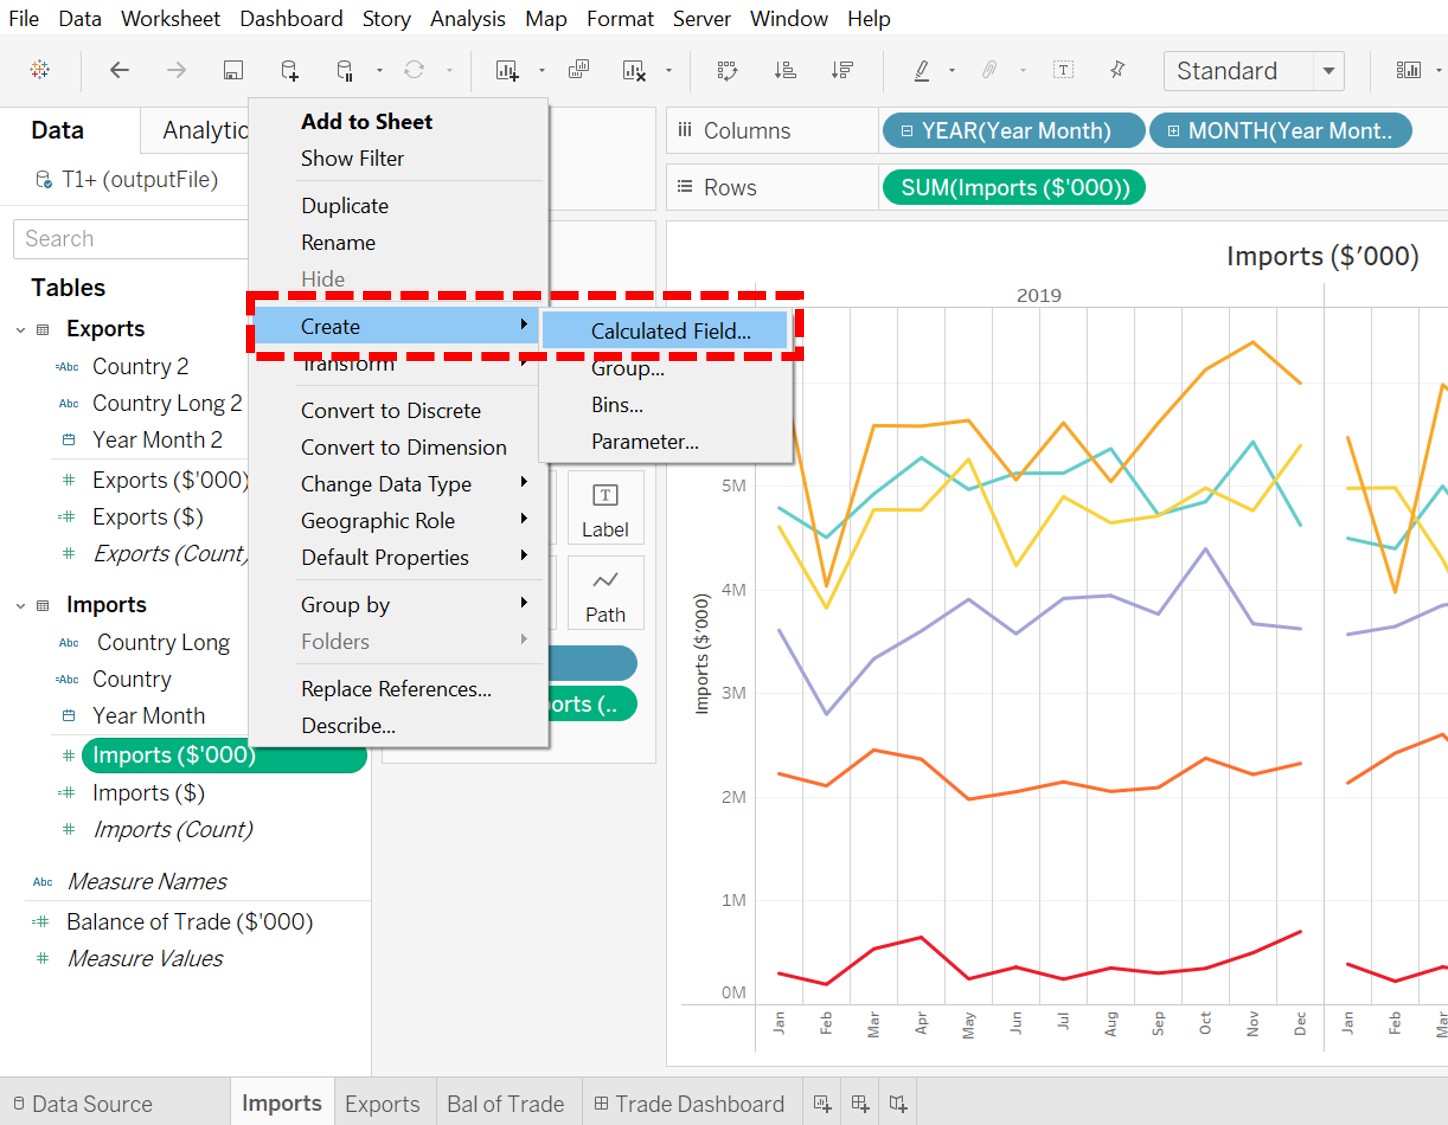 File Data Worksheet Dashboard Story Analysis Map Format Server Window Help
Standard
Data
T1+ (outputFile)
Search
Tables
Exports
Abc Country 2
Abc Country Long 2
Year Month 2
Exports ($'000)
Exports ($)
Exports (Count)
Imports
Abc Country Long
Abc Country
Year Month
Imports ($'000)
Imports ($)
Imports (Count)
Abc Measure Names
Balance of Trade ($'000)
Measure Values
Add to Sheet
Show Filter
Duplicate
Rename
Hide
Create
Transform
Convert to Discrete
Convert to Dimension
Change Data Type
Geographic Role
Default Properties
Group by
Folders
Replace References...
Describe...
Calculated Field...
Group...
Bins...
Parameter...
T
Label
Path
Columns
YEAR(Year Month)
MONTH(Year Mont..
Rows
SUM(Imports ($'000))
Imports ($'000)
2019
5M
4M
3M
2M
1M
0M
Imports ($'000)
Jan Feb Mar Apr May Jun Jul Aug Sep Oct Nov Dec Jan Feb
Data Source
Imports
Exports
Bal of Trade
Trade Dashboard